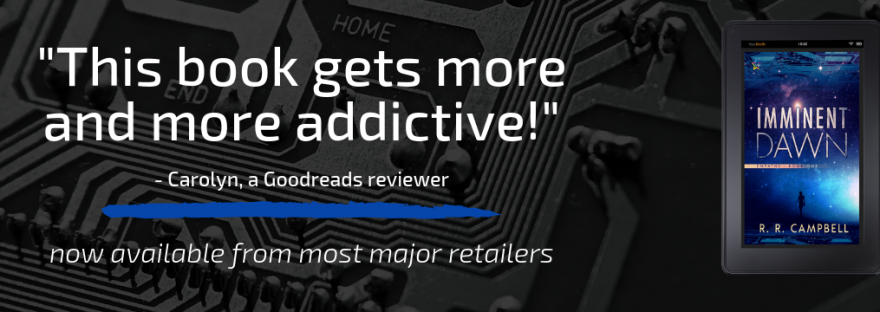 HOME
END
"This book gets more
and more addictive!"
- Carolyn, a Goodreads reviewer
now available from most major retailers
IMMINENT
DAWN
R. R. CAMPBELL